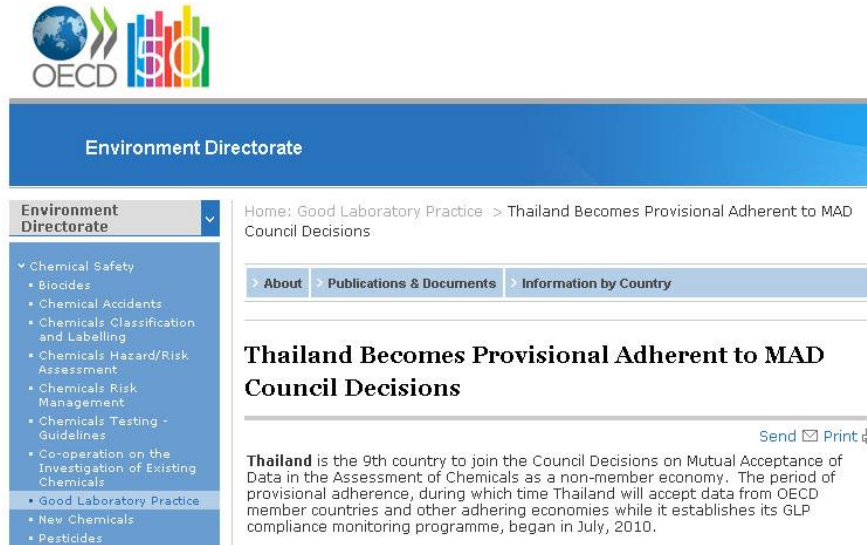 OECD 50
Environment Directorate
Environment
Directorate
Chemical Safety
Biocides
Chemical Accidents
Chemicals Classification
and Labelling
Chemicals Hazard/Risk
Assessment
Chemicals Risk
Management
Chemicals Testing -
Guidelines
Co-operation on the
Investigation of Existing
Chemicals
Good Laboratory Practice
New Chemicals
Pesticides
Home: Good Laboratory Practice > Thailand Becomes Provisional Adherent to MAD
Council Decisions
> About > Publications & Documents > Information by Country
Thailand Becomes Provisional Adherent to MAD
Council Decisions
Send Print
Thailand is the 9th country to join the Council Decisions on Mutual Acceptance of
Data in the Assessment of Chemicals as a non-member economy. The period of
provisional adherence, during which time Thailand will accept data from OECD
member countries and other adhering economies while it establishes its GLP
compliance monitoring programme, began in July, 2010.